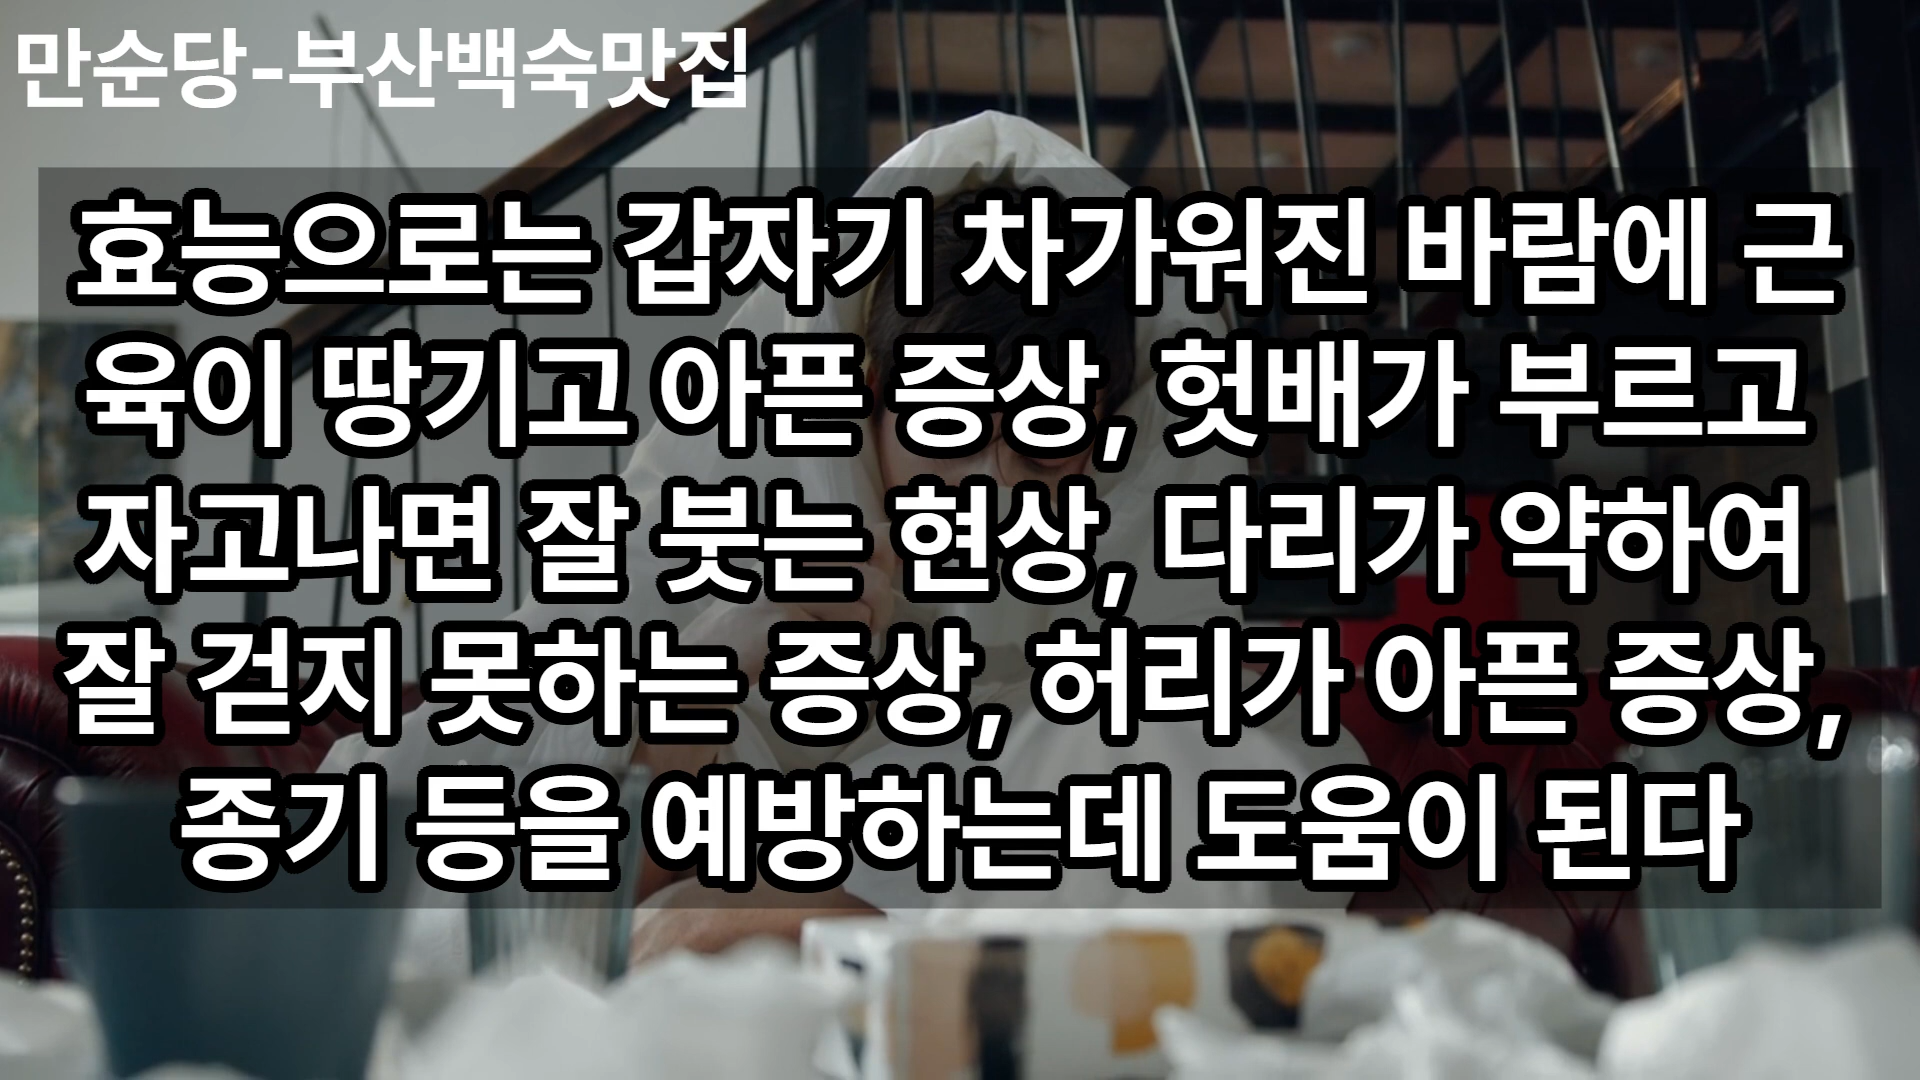 만순당-부산백숙맛집
효능으로는 갑자기 차가워진 바람에 근
육이 땅기고 아픈 증상, 헛배가 부르고
자고나면 잘 붓는 현상, 다리가 약하여
잘 걷지 못하는 증상, 허리가 아픈 증상,
종기 등을 예방하는데 도움이 된다